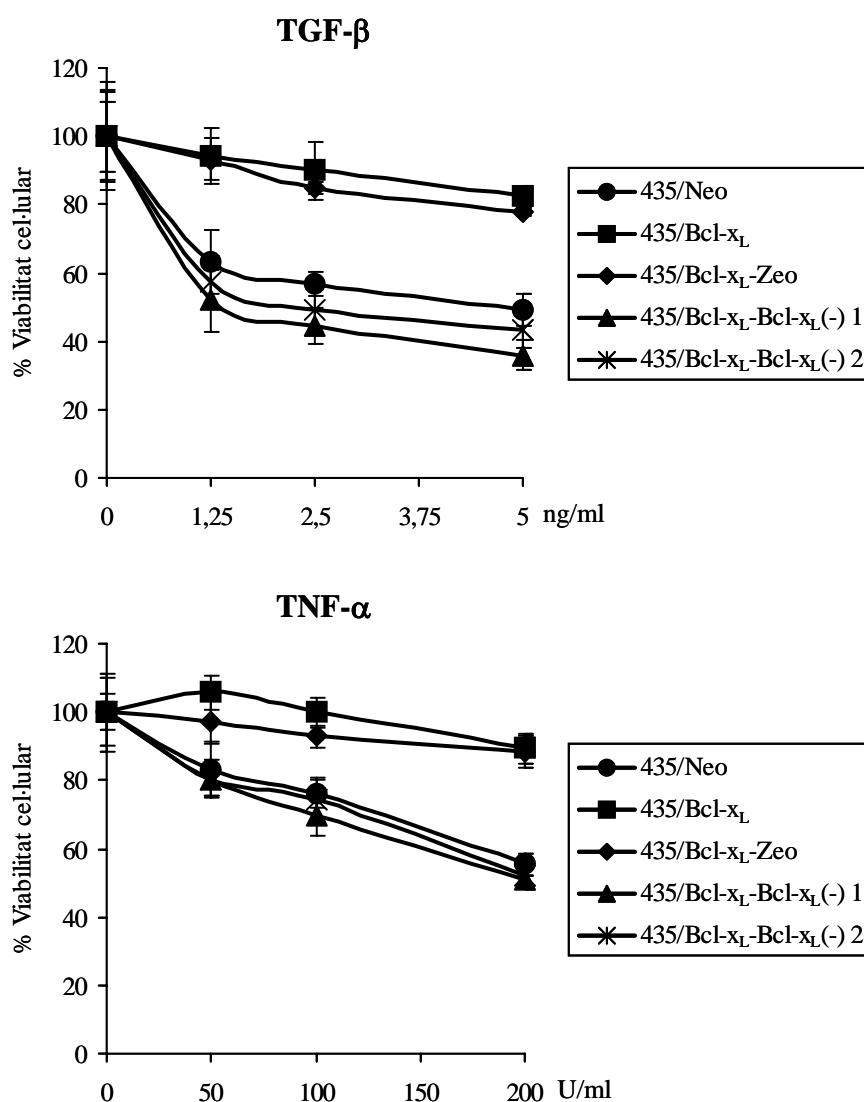 TGF-β
120
100
80
60
40
20
0
% Viabilitat cel·lular
0 1,25 2,5 3,75 5 ng/ml
435/Neo
435/Bcl-xL
435/Bcl-xL-Zeo
435/Bcl-xL-Bcl-xL(-) 1
435/Bcl-xL-Bcl-xL(-) 2
TNF-α
120
100
80
60
40
20
0
% Viabilitat cel·lular
0 50 100 150 200 U/ml
435/Neo
435/Bcl-xL
435/Bcl-xL-Zeo
435/Bcl-xL-Bcl-xL(-) 1
435/Bcl-xL-Bcl-xL(-) 2